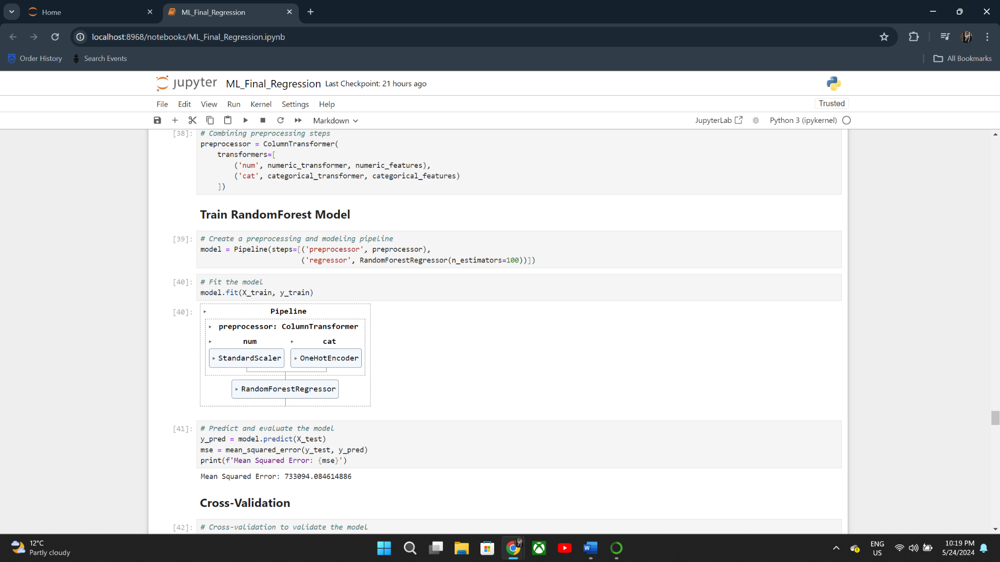 Home
ML_Final_Regression
localhost:8968/notebooks/ML_Final_Regression.ipynb
Order History
Search Events
All Bookmarks
jupyter
ML_Final_Regression
Last Checkpoint: 21 hours ago
File Edit View Run Kernel Settings Help
Trusted
Markdown
JupyterLab
Python 3 (ipykernel)
[38]: # Combining preprocessing steps
preprocessor = ColumnTransformer(
    transformers=[
        ('num', numeric_transformer, numeric_features),
        ('cat', categorical_transformer, categorical_features)
    ])
Train RandomForest Model
[39]: # Create a preprocessing and modeling pipeline
model = Pipeline(steps=[('preprocessor', preprocessor),
                        ('regressor', RandomForestRegressor(n_estimators=100))])
[40]: # Fit the model
model.fit(X_train, y_train)
[40]: Pipeline
preprocessor: ColumnTransformer
num cat
StandardScaler OneHotEncoder
RandomForestRegressor
[41]: # Predict and evaluate the model
y_pred = model.predict(X_test)
mse = mean_squared_error(y_test, y_pred)
print(f'Mean Squared Error: {mse}')
Mean Squared Error: 733094.084614886
Cross-Validation
[42]: # Cross-validation to validate the model
12°C
Partly cloudy
W
ENG
US
10:19 PM
5/24/2024